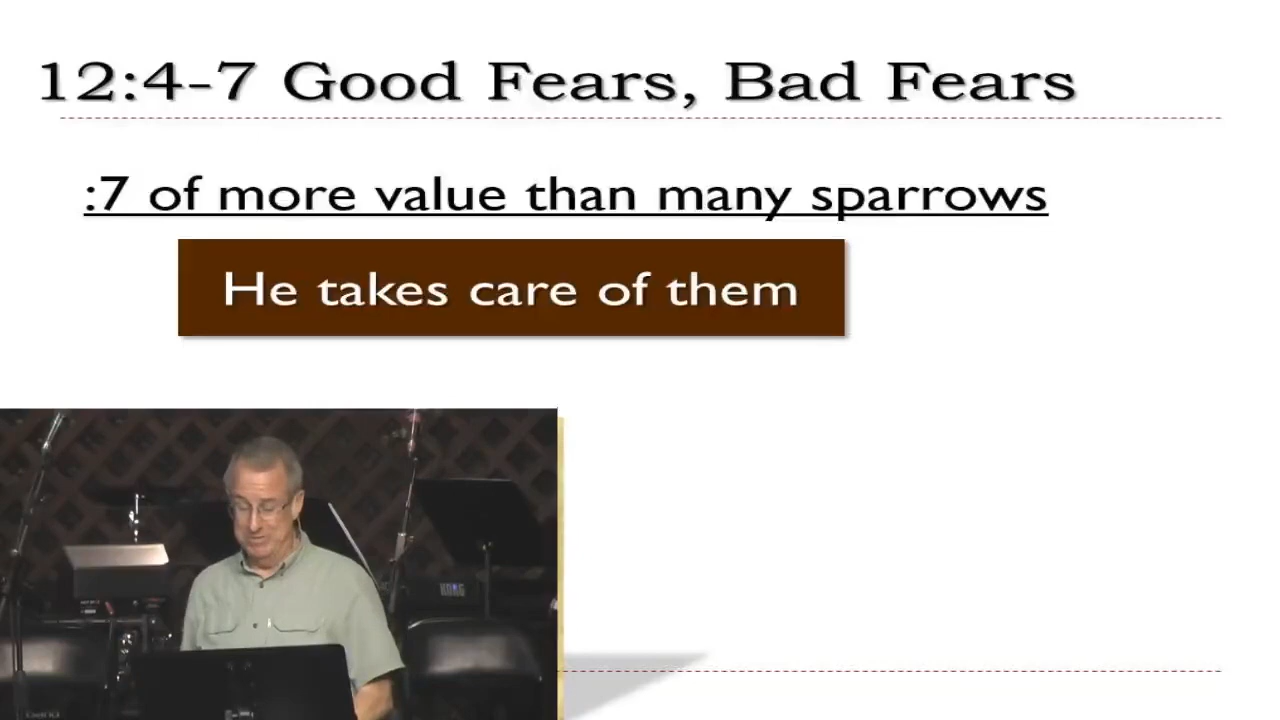 12:4-7 Good Fears, Bad Fears
:7 of more value than many sparrows
He takes care of them
KORG